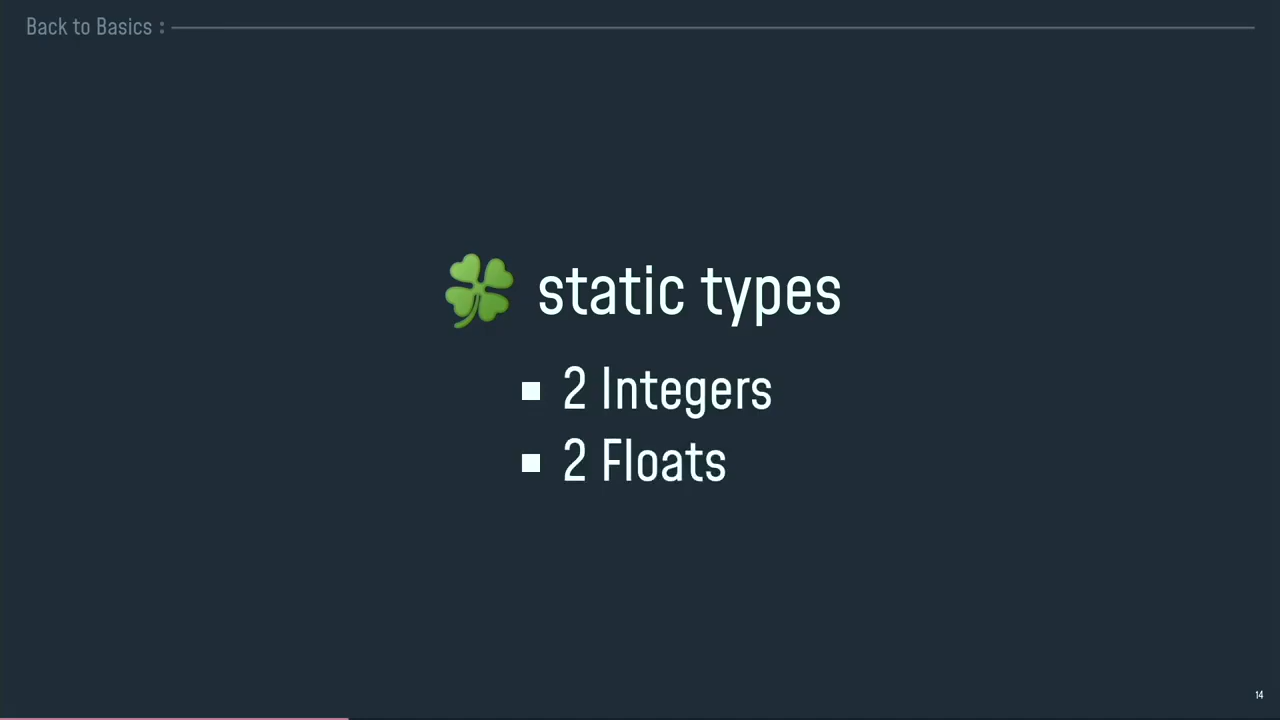 Back to Basics :
🍀 static types
▪ 2 Integers
▪ 2 Floats
14